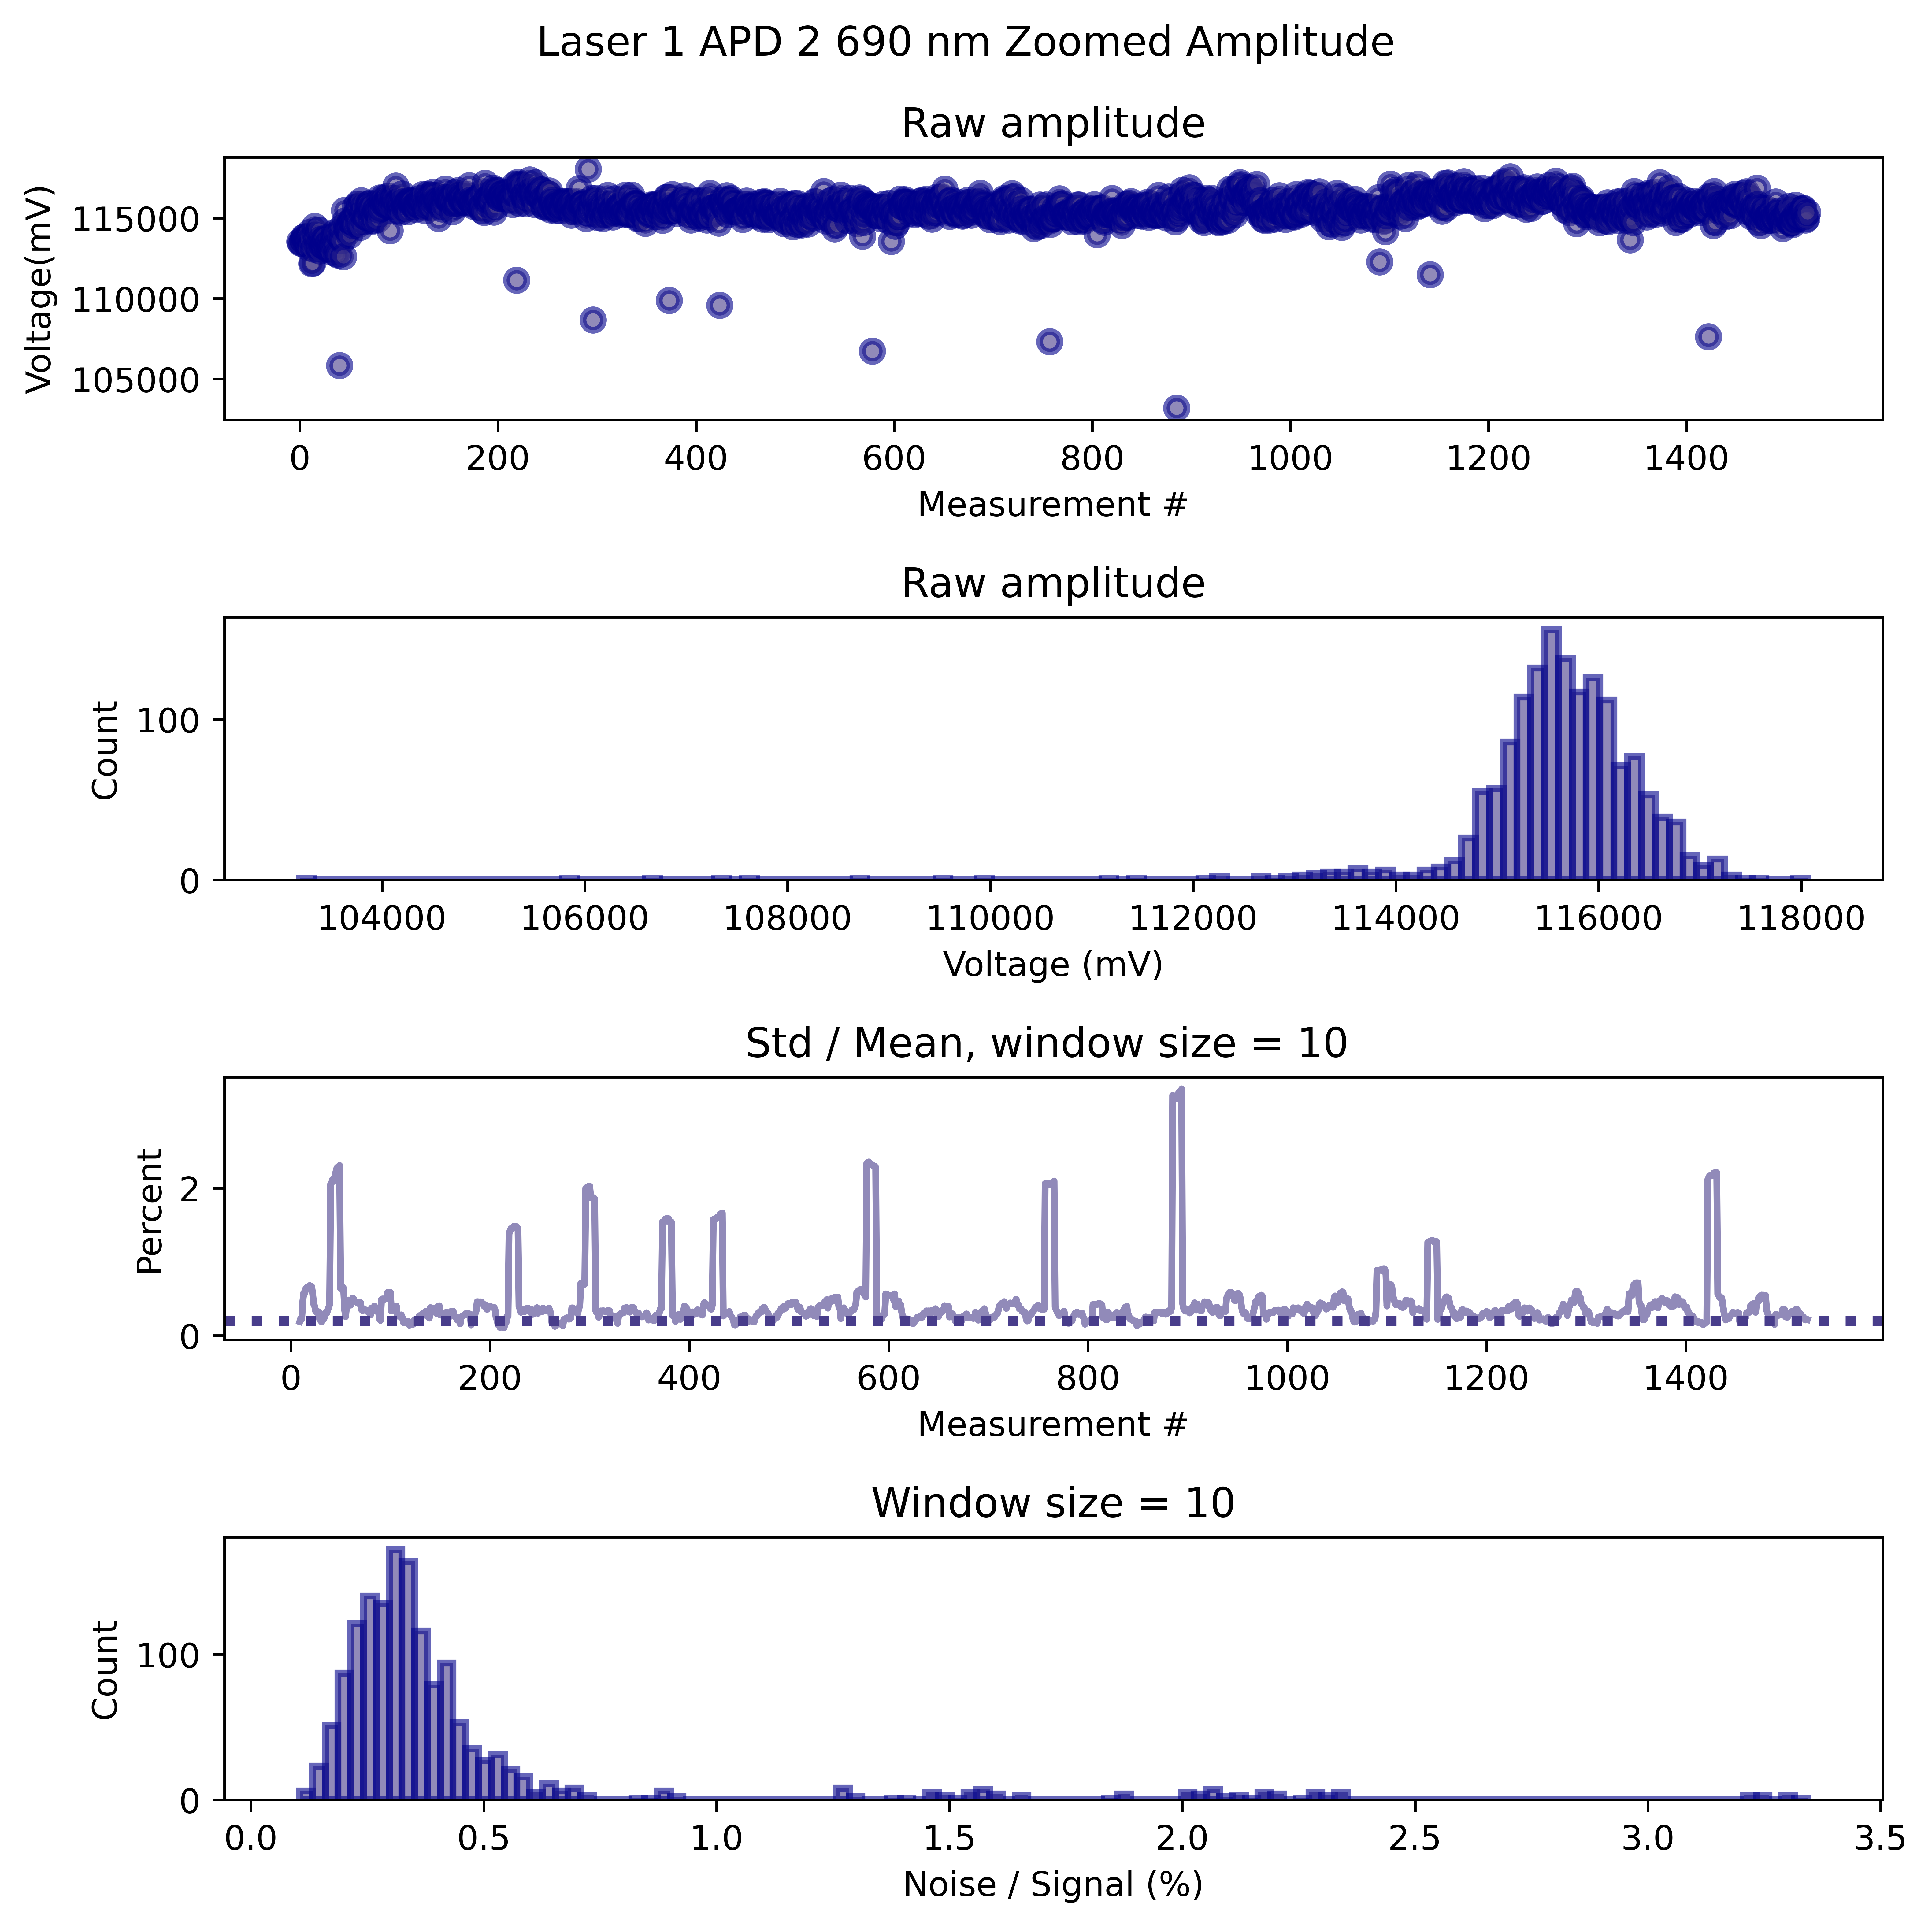 Laser 1 APD 2 690 nm Zoomed Amplitude
Raw amplitude
Voltage(mV)
115000
110000
105000
0 200 400 600 800 1000 1200 1400
Measurement #
Raw amplitude
Count
100
0
104000 106000 108000 110000 112000 114000 116000 118000
Voltage (mV)
Std / Mean, window size = 10
Percent
2
0
0 200 400 600 800 1000 1200 1400
Measurement #
Window size = 10
Count
100
0
0.0 0.5 1.0 1.5 2.0 2.5 3.0 3.5
Noise / Signal (%)